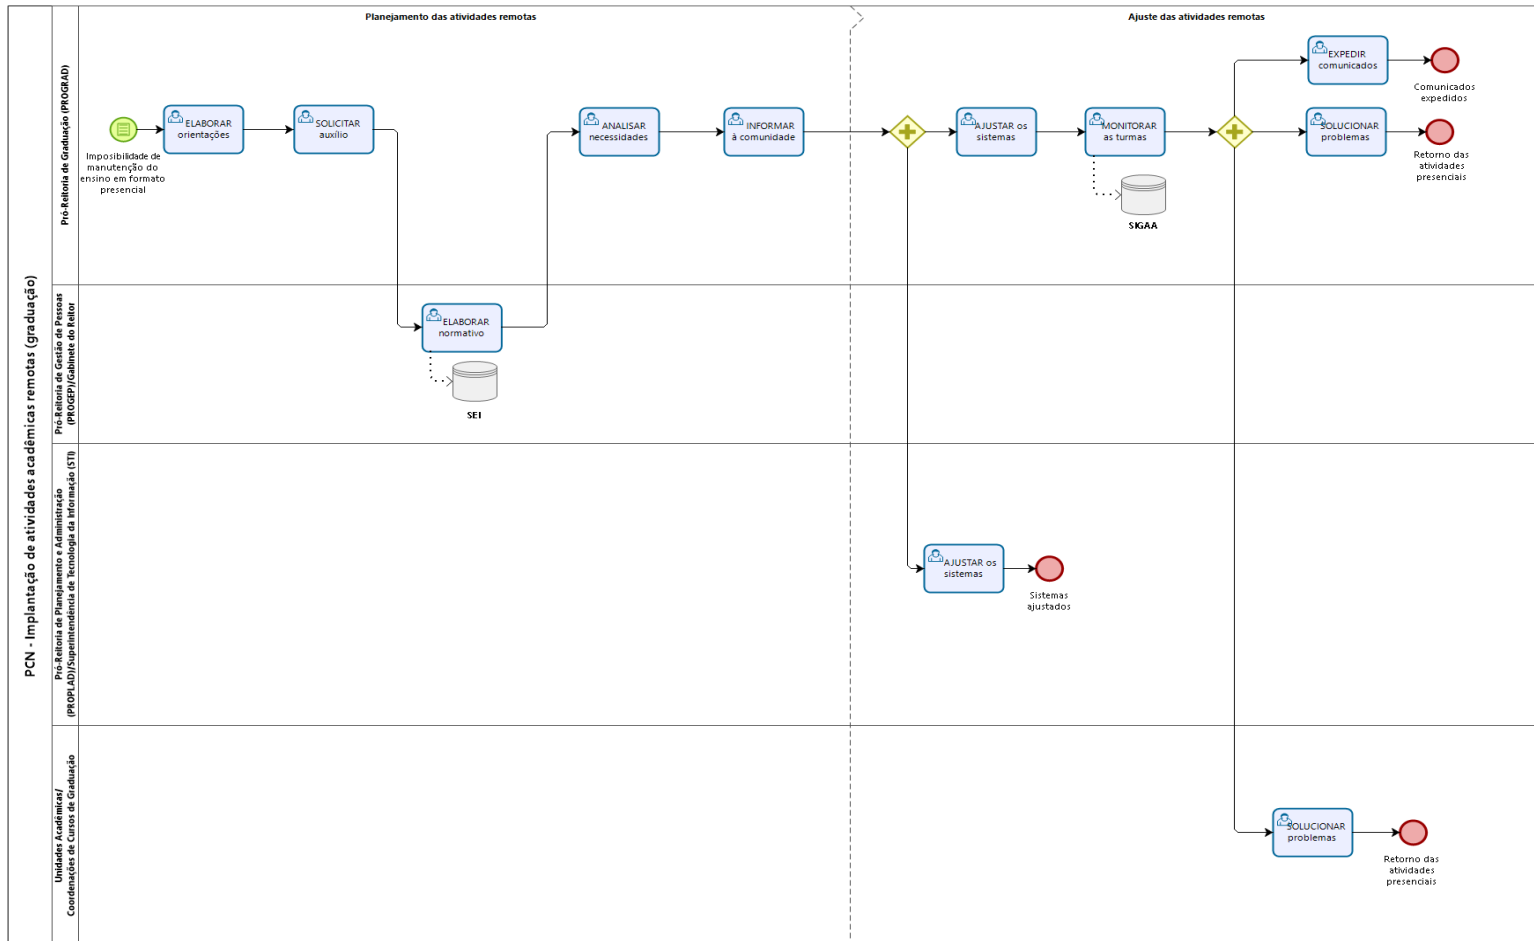 Planejamento das atividades remotas
Ajuste das atividades remotas
PCN - Implantação de atividades acadêmicas remotas (graduação)
Pró-Reitoria de Graduação (PROGRAD)
Imposibilidade de
manutenção do
ensino em formato
presencial
ELABORAR
orientações
SOLICITAR
auxílio
ANALISAR
necessidades
INFORMAR
à comunidade
AJUSTAR os
sistemas
MONITORAR
as turmas
SIGAA
EXPEDIR
comunicados
Comunicados
expedidos
SOLUCIONAR
problemas
Retorno das
atividades
presenciais
Pró-Reitoria de Gestão de Pessoas
(PROGEP)/Gabinete do Reitor
ELABORAR
normativo
SEI
Pró-Reitoria de Planejamento e Administração
(PROPLAD)/Superintendência de Tecnologia da Informação (STI)
AJUSTAR os
sistemas
Sistemas
ajustados
Unidades Acadêmicas/
Coordenações de Cursos de Graduação
SOLUCIONAR
problemas
Retorno das
atividades
presenciais